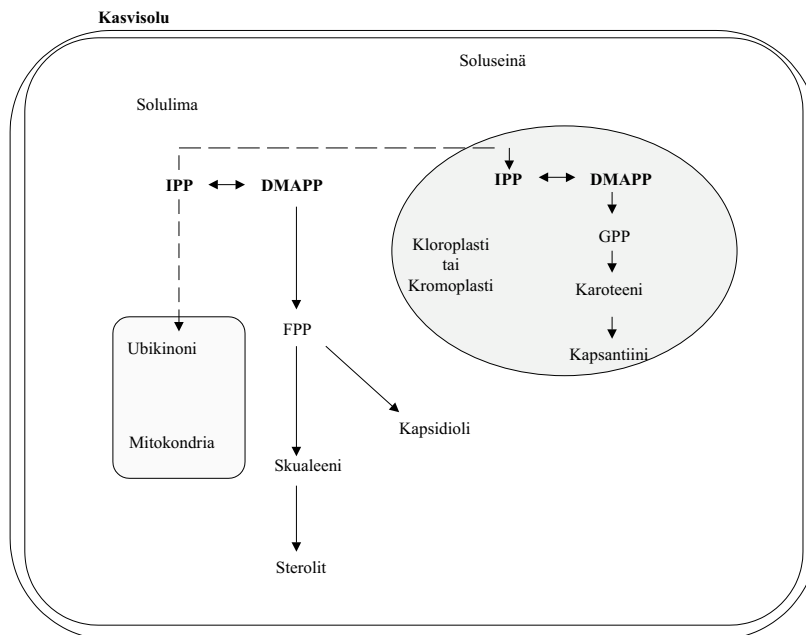 Kasvisolu
Soluseinä
Solulima
IPP
DMAPP
IPP
DMAPP
GPP
Kloroplasti
tai
Kromoplasti
Karoteeni
Kapsantiini
FPP
Ubikinoni
Mitokondria
Kapsidioli
Skualeeni
Sterolit